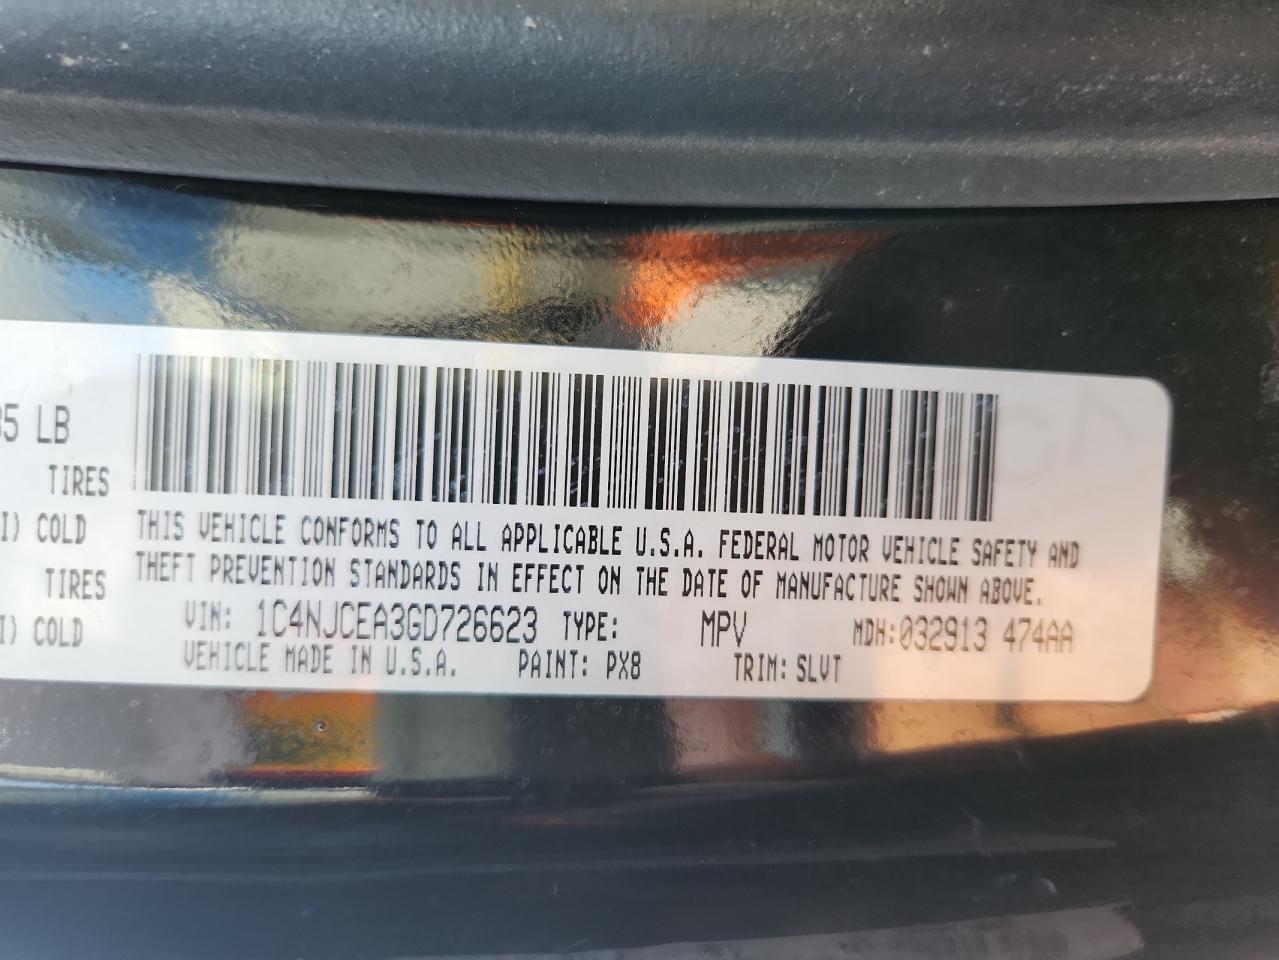 35 LB
TIRES
I) COLD
TIRES
I) COLD
THIS VEHICLE CONFORMS TO ALL APPLICABLE U.S.A. FEDERAL MOTOR VEHICLE SAFETY AND
THEFT PREVENTION STANDARDS IN EFFECT ON THE DATE OF MANUFACTURE SHOWN ABOVE.
VIN: 1C4NJCEA3GD726623 TYPE: MPV MDH:032913 474AA
VEHICLE MADE IN U.S.A. PAINT: PX8 TRIM: SLVT